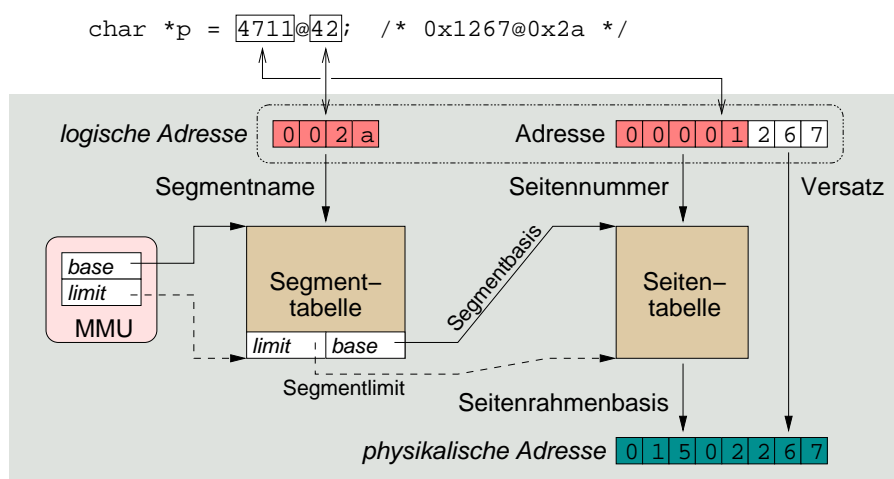 char *p = 4711@42;  /* 0x1267@0x2a */
logische Adresse 0 0 2 a Adresse 0 0 0 0 1 2 6 7
Segmentname Seitennummer Versatz
base
limit
MMU
Segment–
tabelle
limit base
Segmentbasis
Segmentlimit
Seiten–
tabelle
Seitenrahmenbasis
physikalische Adresse 0 1 5 0 2 2 6 7